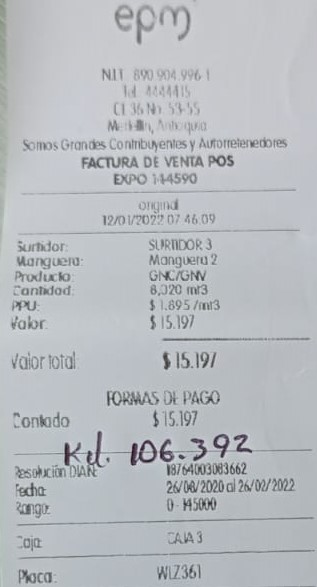 epm
NIT. 890.904.996-1
Tel. 4444415
Cl 36 No. 53-55
Medellín, Antioquia
Somos Grandes Contribuyentes y Autorretenedores
FACTURA DE VENTA POS
EXPO 144590
original
12/01/2022 07:46:09
Surtidor: SURTIDOR 3
Manguera: Manguera 2
Producto: GNC/GNV
Cantidad: 8,020 mt3
PPU: $ 1.895 /mt3
Valor: $ 15.197
Valor total $ 15.197
FORMAS DE PAGO
Contado $ 15.197
Kil. 106.392
Resolución DIAN: 18764003083662
Fecha: 26/08/2020 al 26/02/2022
Rango: 0 - 145000
Caja: CAJA 3
Placa: WLZ361